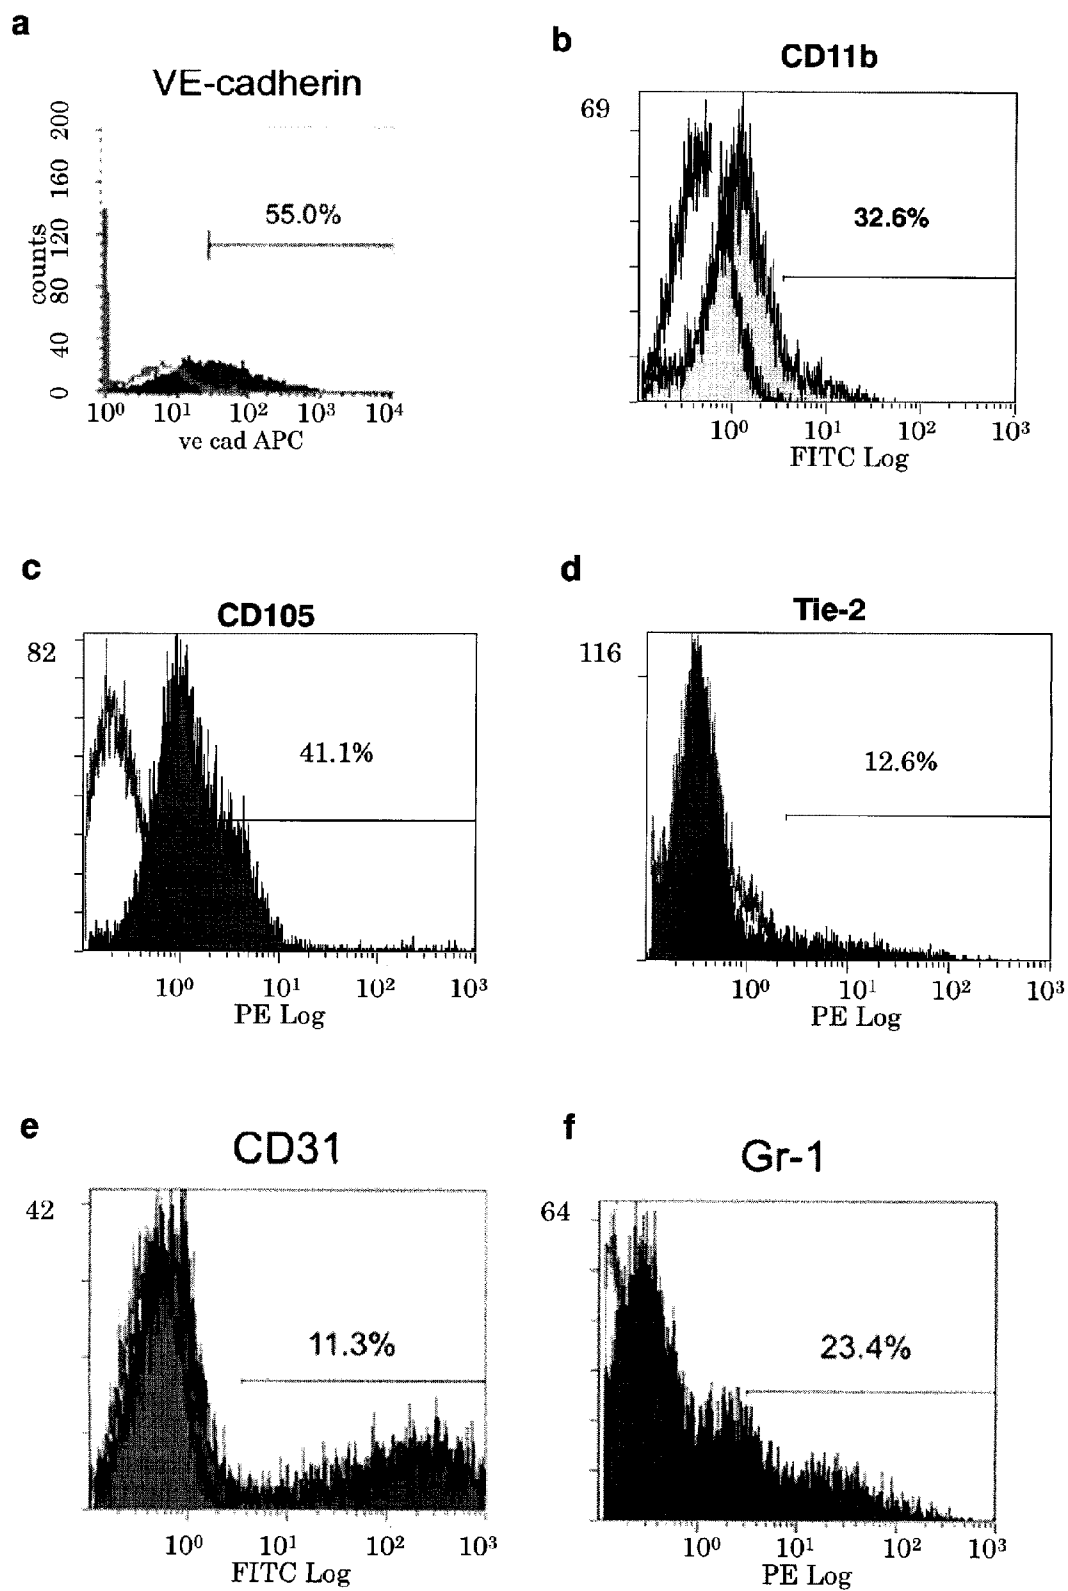 a
VE-cadherin
200
160
120
80
40
0
counts
55.0%
10⁰ 10¹ 10² 10³ 10⁴
ve cad APC
b
CD11b
69
32.6%
10⁰ 10¹ 10² 10³
FITC Log
c
CD105
82
41.1%
10⁰ 10¹ 10² 10³
PE Log
d
Tie-2
116
12.6%
10⁰ 10¹ 10² 10³
PE Log
e
CD31
42
11.3%
10⁰ 10¹ 10² 10³
FITC Log
f
Gr-1
64
23.4%
10⁰ 10¹ 10² 10³
PE Log